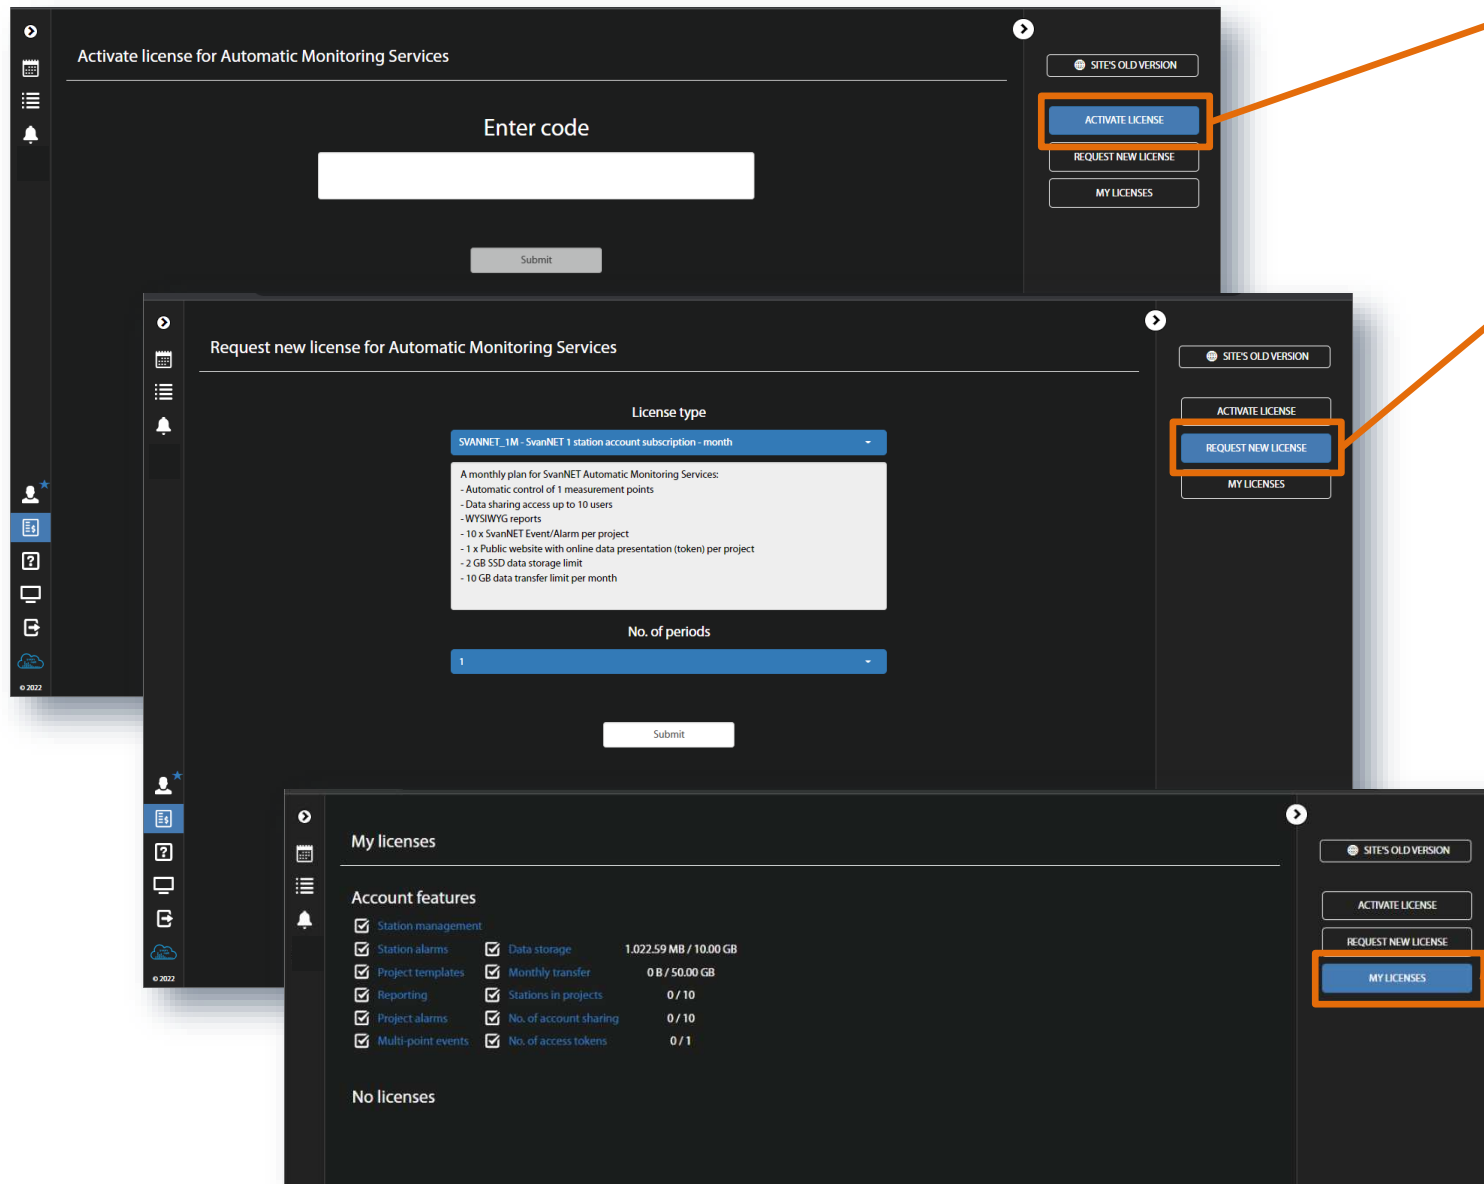 Activate license for Automatic Monitoring Services
SITE'S OLD VERSION
ACTIVATE LICENSE
REQUEST NEW LICENSE
MY LICENSES
Enter code
Submit
© 2022
Request new license for Automatic Monitoring Services
SITE'S OLD VERSION
ACTIVATE LICENSE
REQUEST NEW LICENSE
MY LICENSES
License type
SVANNET_1M - SvanNET 1 station account subscription - month
A monthly plan for SvanNET Automatic Monitoring Services:
- Automatic control of 1 measurement points
- Data sharing access up to 10 users
- WYSIWYG reports
- 10 x SvanNET Event/Alarm per project
- 1 x Public website with online data presentation (token) per project
- 2 GB SSD data storage limit
- 10 GB data transfer limit per month
No. of periods
1
Submit
© 2022
My licenses
SITE'S OLD VERSION
ACTIVATE LICENSE
REQUEST NEW LICENSE
MY LICENSES
Account features
Station management
Station alarms Data storage 1.022.59 MB / 10.00 GB
Project templates Monthly transfer 0 B / 50.00 GB
Reporting Stations in projects 0 / 10
Project alarms No. of account sharing 0 / 10
Multi-point events No. of access tokens 0 / 1
No licenses